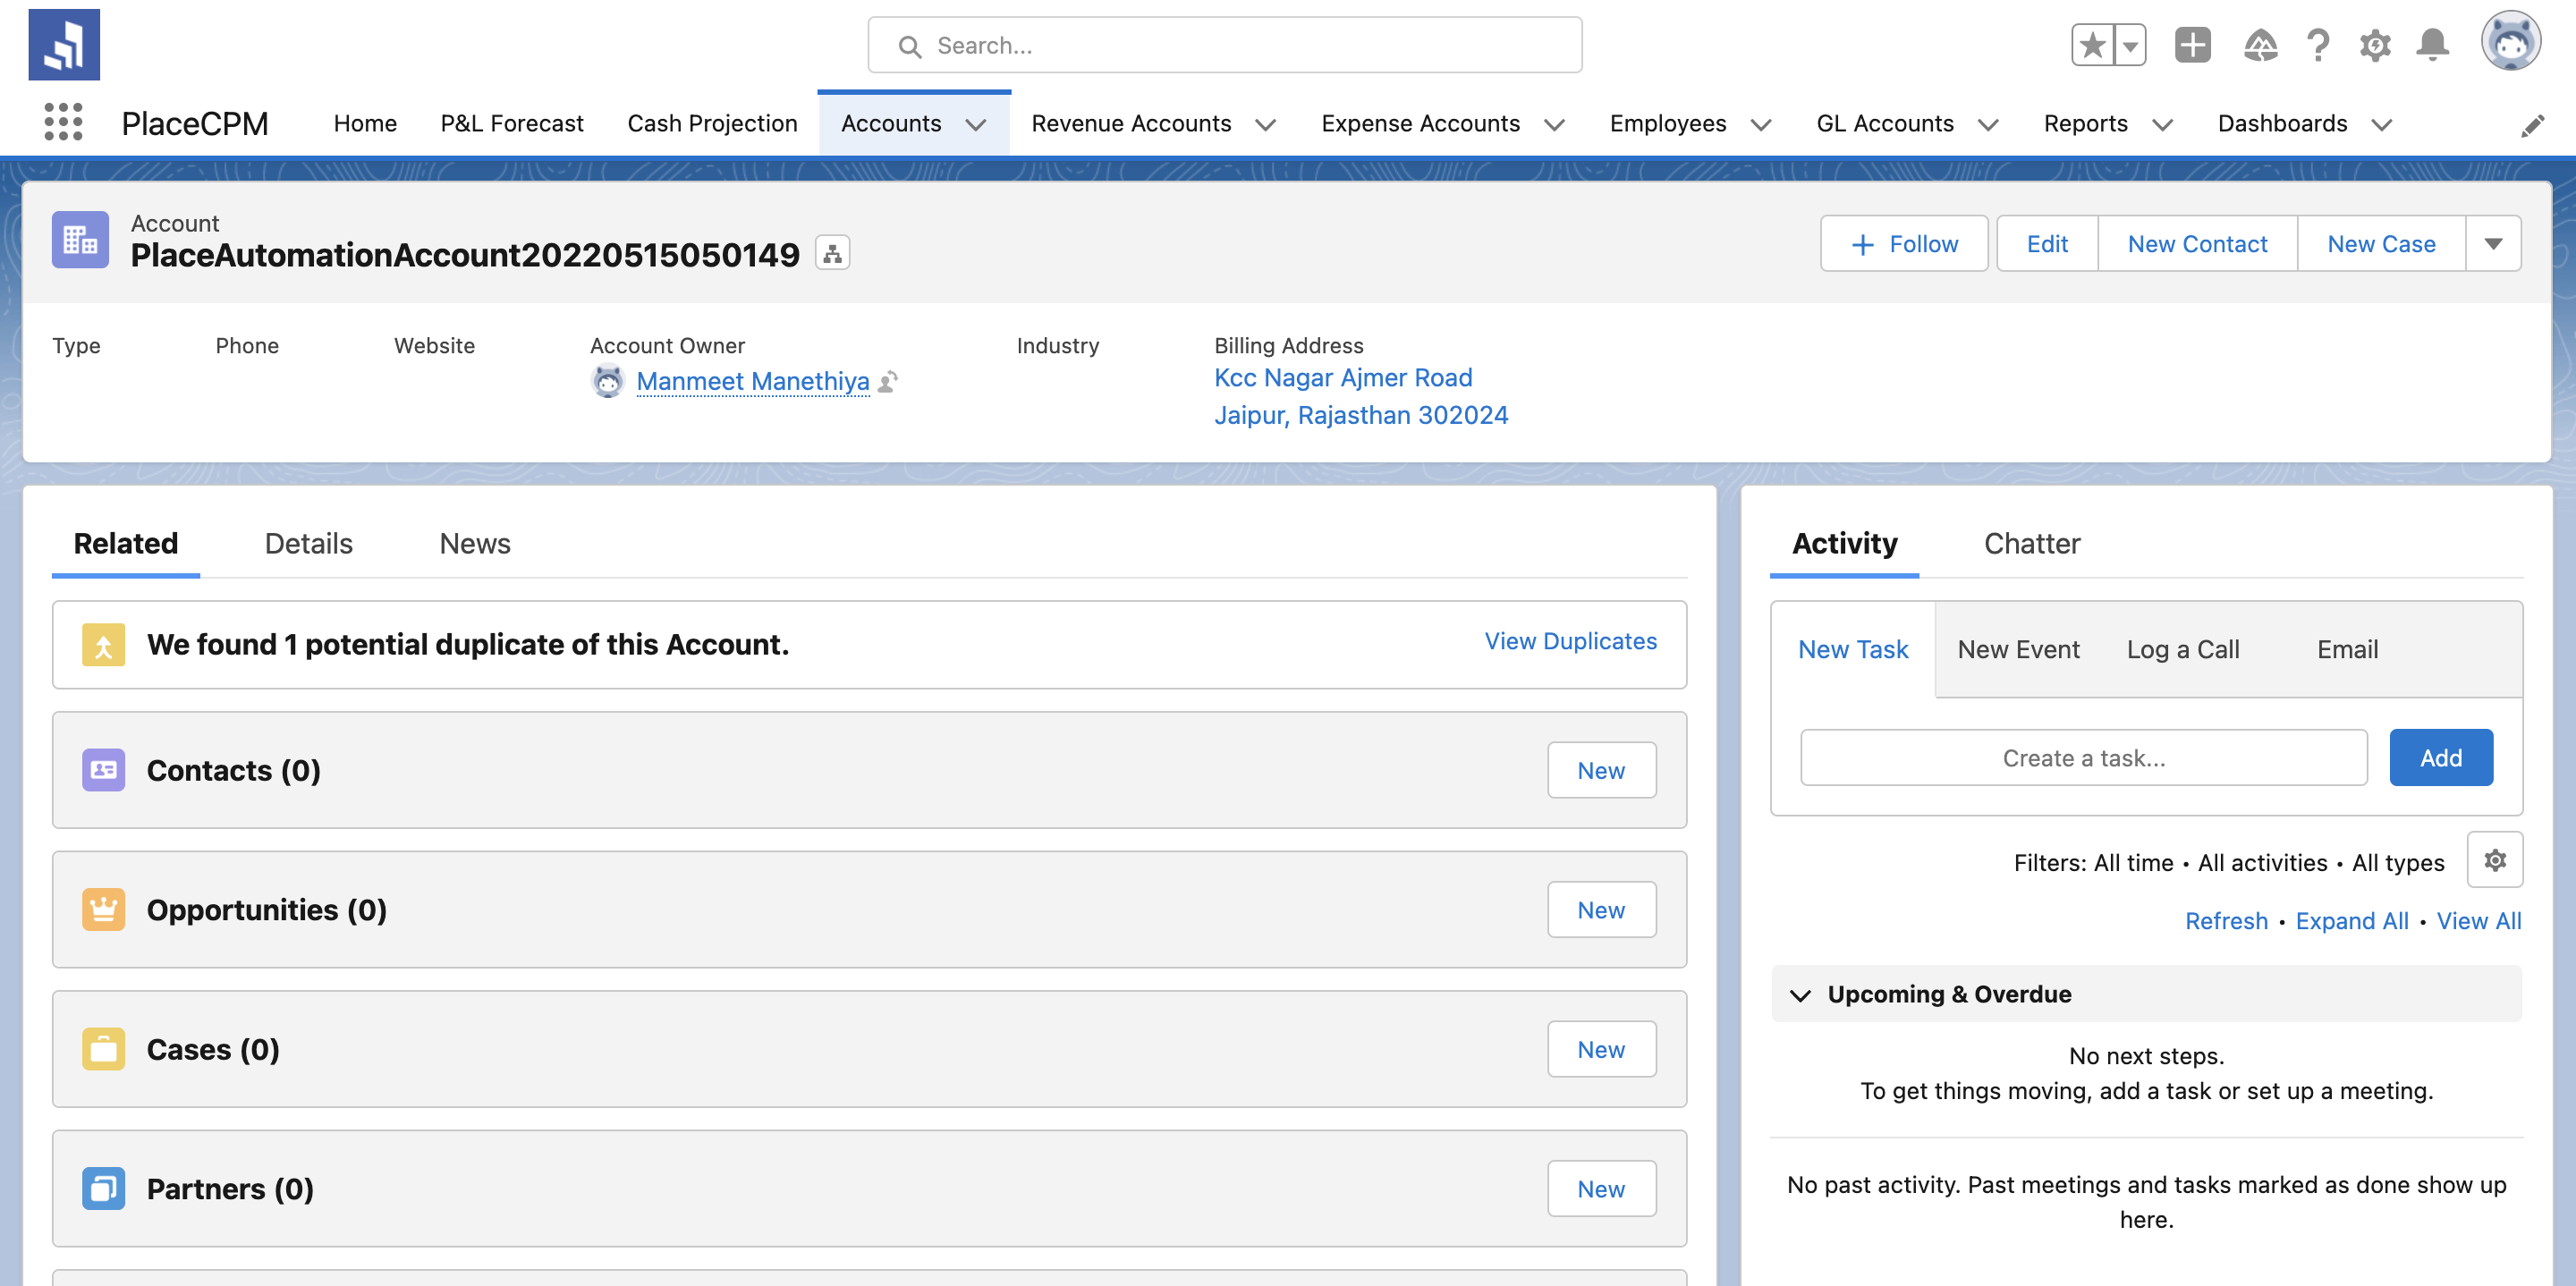 Search...
PlaceCPM
Home
P&L Forecast
Cash Projection
Accounts
Revenue Accounts
Expense Accounts
Employees
GL Accounts
Reports
Dashboards
Account
PlaceAutomationAccount20220515050149
Follow
Edit
New Contact
New Case
Type
Phone
Website
Account Owner
Manmeet Manethiya
Industry
Billing Address
Kcc Nagar Ajmer Road
Jaipur, Rajasthan 302024
Related
Details
News
We found 1 potential duplicate of this Account.
View Duplicates
Contacts (0)
New
Opportunities (0)
New
Cases (0)
New
Partners (0)
New
Activity
Chatter
New Task
New Event
Log a Call
Email
Create a task...
Add
Filters: All time • All activities • All types
Refresh • Expand All • View All
Upcoming & Overdue
No next steps.
To get things moving, add a task or set up a meeting.
No past activity. Past meetings and tasks marked as done show up
here.